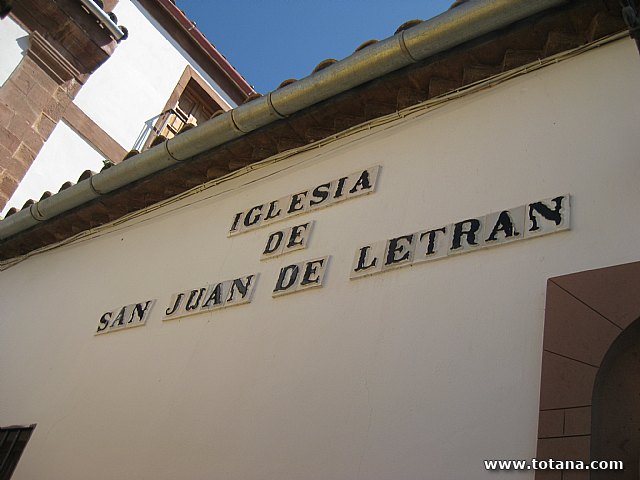 IGLESIA
DE
SAN JUAN DE LETRAN
www.totana.com